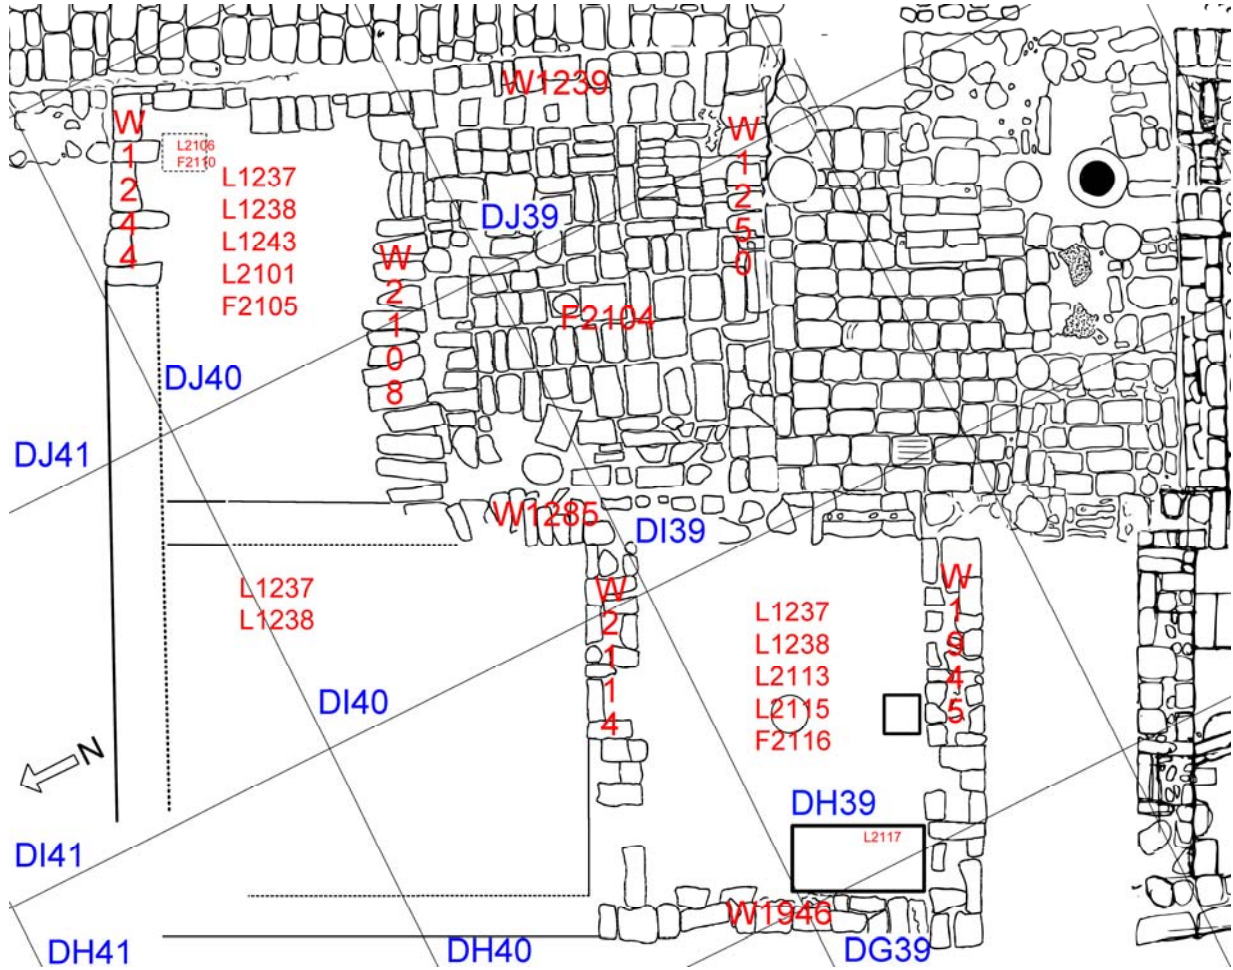 W1239
W1244
L2106
F2110
L1237
L1238
L1243
L2101
F2105
W1250
DJ39
W2108
F2104
DJ40
DJ41
W1285
DI39
L1237
L1238
W2114
L1237
L1238
L2113
L2115
F2116
W1945
DI40
N
DH39
L2117
DI41
W1946
DH41
DH40
DG39